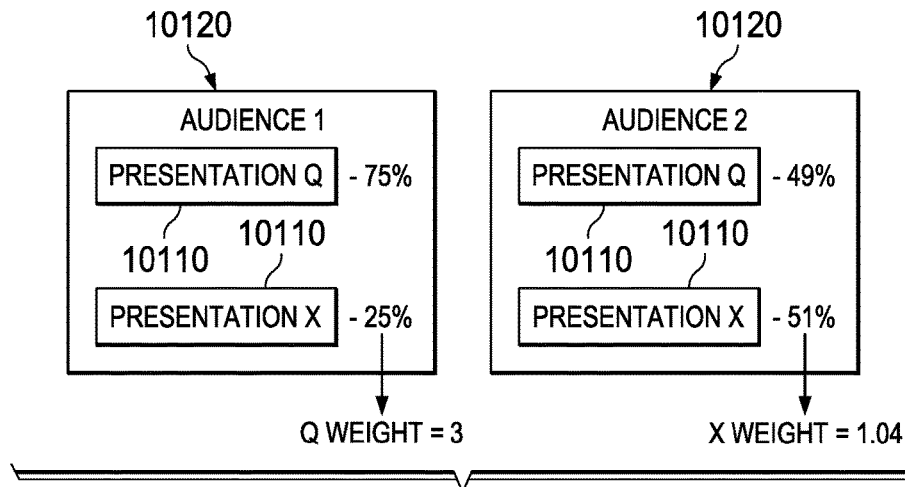 10120
10120
AUDIENCE 1
AUDIENCE 2
PRESENTATION Q - 75%
PRESENTATION Q - 49%
10110 10110
10110 10110
PRESENTATION X - 25%
PRESENTATION X - 51%
Q WEIGHT = 3
X WEIGHT = 1.04